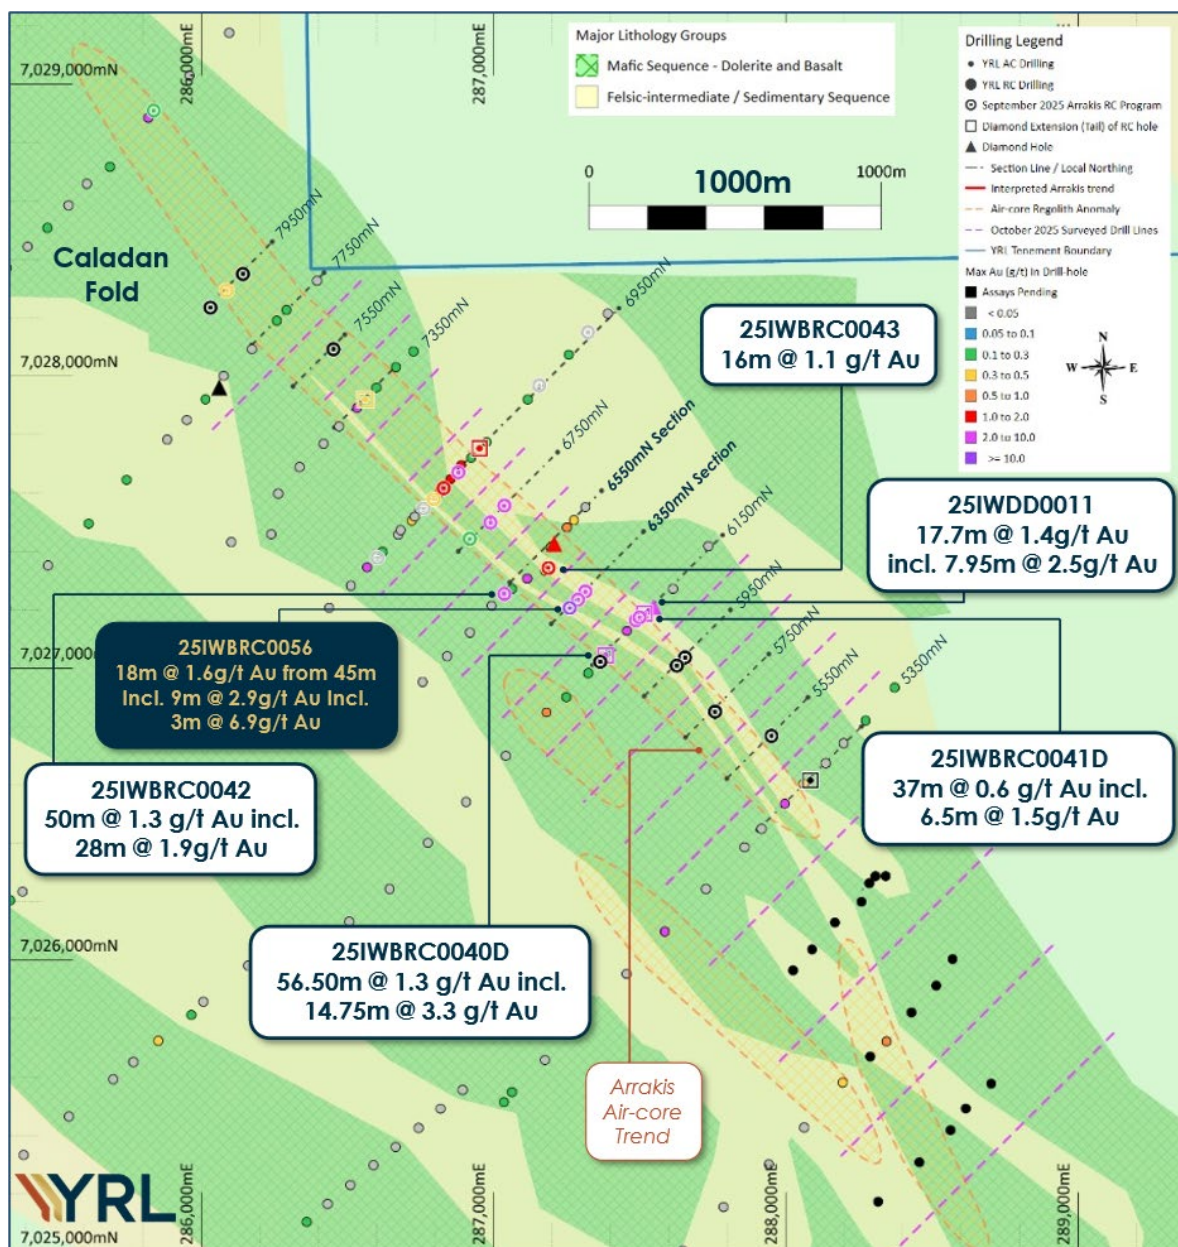 7,029,000mN
286,000mE
287,000mE
Major Lithology Groups
Mafic Sequence - Dolerite and Basalt
Felsic-intermediate / Sedimentary Sequence
0
1000m
1000m
Drilling Legend
YRL AC Drilling
YRL RC Drilling
September 2025 Arrakis RC Program
Diamond Extension (Tail) of RC hole
Diamond Hole
Section Line / Local Northing
Interpreted Arrakis trend
Air-core Regolith Anomaly
October 2025 Surveyed Drill Lines
YRL Tenement Boundary
Max Au (g/t) in Drill-hole
Assays Pending
< 0.05
0.05 to 0.1
0.1 to 0.3
0.3 to 0.5
0.5 to 1.0
1.0 to 2.0
2.0 to 10.0
>= 10.0
N
W
E
S
Caladan
Fold
7950mN
7750mN
7550mN
7350mN
6950mN
6750mN
6550mN Section
6350mN Section
6150mN
5950mN
5750mN
5550mN
5350mN
7,028,000mN
25IWBRC0043
16m @ 1.1 g/t Au
25IWDD0011
17.7m @ 1.4g/t Au
incl. 7.95m @ 2.5g/t Au
7,027,000mN
25IWBRC0056
18m @ 1.6g/t Au from 45m
Incl. 9m @ 2.9g/t Au Incl.
3m @ 6.9g/t Au
25IWBRC0042
50m @ 1.3 g/t Au incl.
28m @ 1.9g/t Au
25IWBRC0041D
37m @ 0.6 g/t Au inc.
6.5m @ 1.5g/t Au
7,026,000mN
25IWBRC0040D
56.50m @ 1.3 g/t Au incl.
14.75m @ 3.3 g/t Au
Arrakis
Air-core
Trend
YRL
7,025,000mN
286,000mE
287,000mE
288,000mE
289,000mE